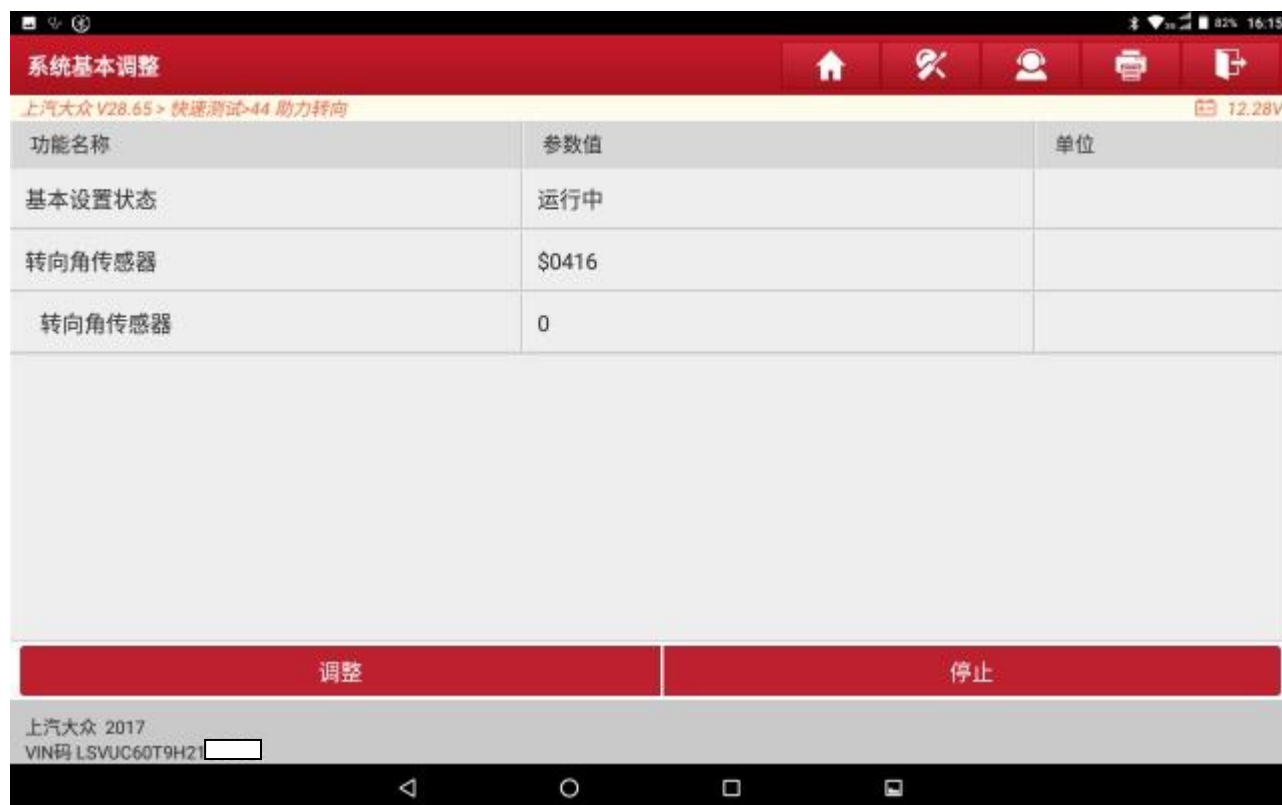 82% 16:15
系统基本调整
上汽大众 V28.65 > 快速测试>44 助力转向 12.28V
功能名称 参数值 单位
基本设置状态 运行中
转向角传感器 $0416
转向角传感器 0
调整 停止
上汽大众 2017
VIN码 LSVUC60T9H21